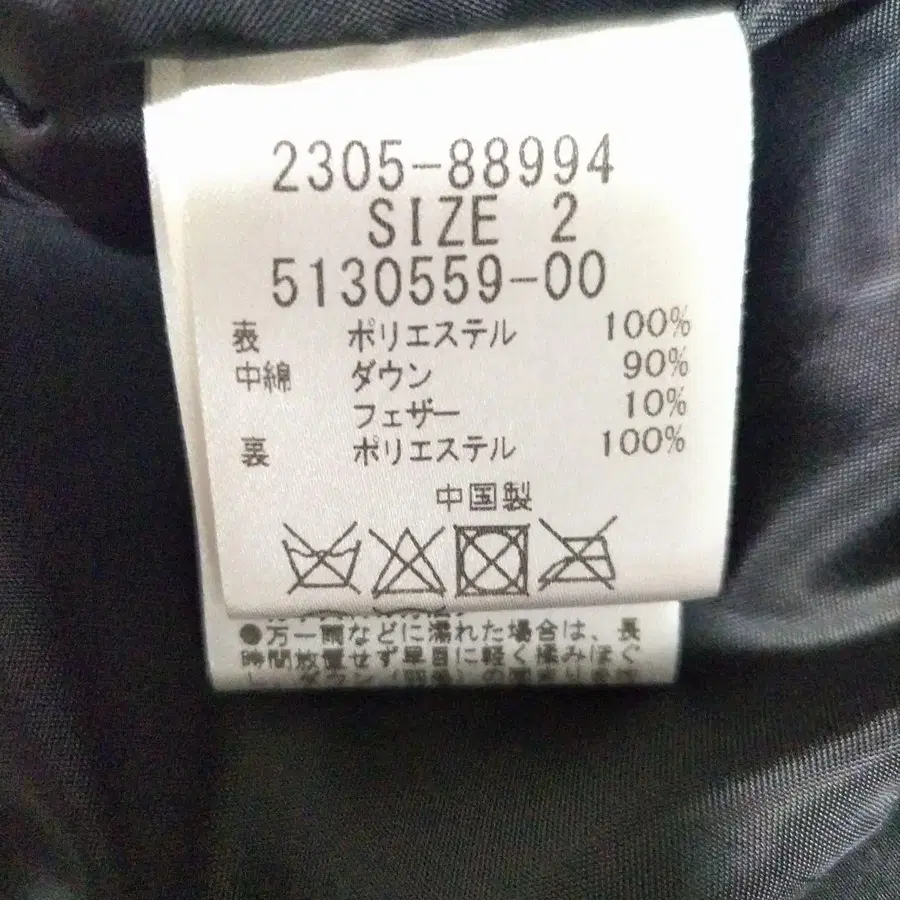 2305-88994
SIZE 2
5130559-00
表 ポリエステル 100%
中綿 ダウン 90%
フェザー 10%
裏 ポリエステル 100%
中国製
●万一雨などに濡れた場合は、長
時間放置せず早目に軽く揉みほぐ